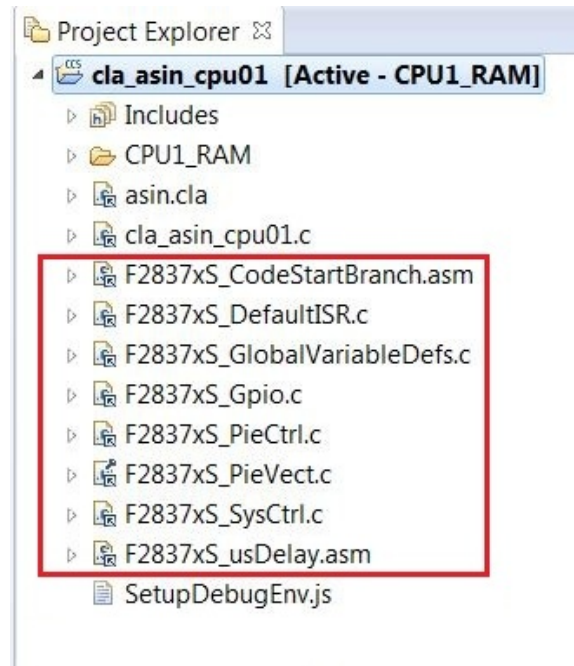 Project Explorer
cla_asin_cpu01 [Active - CPU1_RAM]
Includes
CPU1_RAM
asin.cla
cla_asin_cpu01.c
F2837xS_CodeStartBranch.asm
F2837xS_DefaultISR.c
F2837xS_GlobalVariableDefs.c
F2837xS_Gpio.c
F2837xS_PieCtrl.c
F2837xS_PieVect.c
F2837xS_SysCtrl.c
F2837xS_usDelay.asm
SetupDebugEnv.js